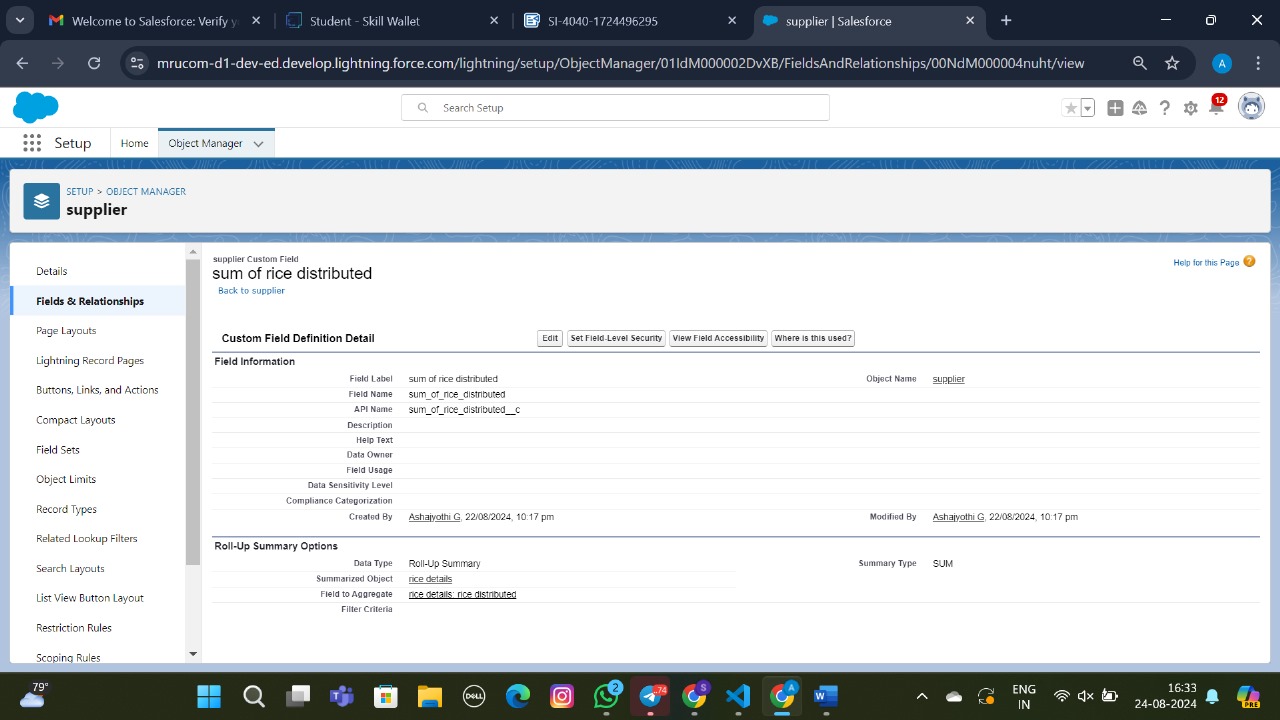 Welcome to Salesforce: Verify y
Student - Skill Wallet
SI-4040-1724496295
supplier | Salesforce
mrucom-d1-dev-ed.develop.lightning.force.com/lightning/setup/ObjectManager/01IdM000002DvXB/FieldsAndRelationships/00NdM000004nuht/view
A
Search Setup
12
Setup
Home
Object Manager
SETUP > OBJECT MANAGER
supplier
Details
Fields & Relationships
Page Layouts
Lightning Record Pages
Buttons, Links, and Actions
Compact Layouts
Field Sets
Object Limits
Record Types
Related Lookup Filters
Search Layouts
List View Button Layout
Restriction Rules
Scoping Rules
supplier Custom Field
sum of rice distributed
Back to supplier
Help for this Page
Custom Field Definition Detail
Edit
Set Field-Level Security
View Field Accessibility
Where is this used?
Field Information
Field Label sum of rice distributed Object Name supplier
Field Name sum_of_rice_distributed
API Name sum_of_rice_distributed__c
Description
Help Text
Data Owner
Field Usage
Data Sensitivity Level
Compliance Categorization
Created By Ashajyothi G, 22/08/2024, 10:17 pm Modified By Ashajyothi G, 22/08/2024, 10:17 pm
Roll-Up Summary Options
Data Type Roll-Up Summary Summary Type SUM
Summarized Object rice details
Field to Aggregate rice details: rice distributed
Filter Criteria
79°
DELL
2
74
S
A
ENG
IN
16:33
24-08-2024
PRE